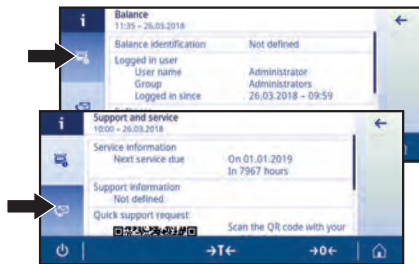 i
Balance
11:35 – 26.03.2018
Balance identification Not defined
Logged in user
User name Administrator
Group Administrators
Logged in since 26.03.2018 – 09:59
i
Support and service
10:00 – 26.03.2018
Service information
Next service due On 01.01.2019
In 7967 hours
Support information
Not defined
Quick support request
Scan the QR code with your
→T← →0←